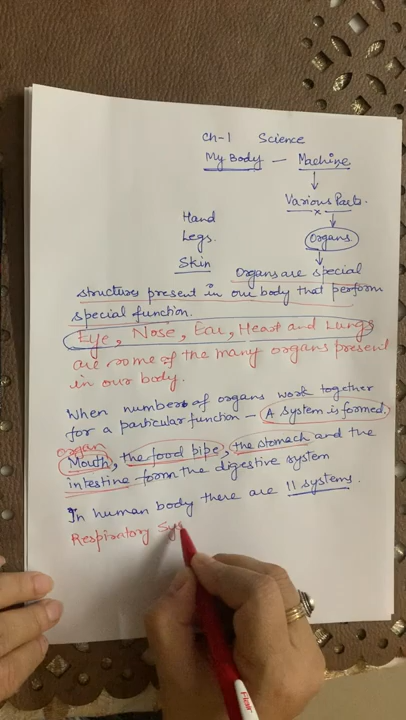 Ch-1 Science
My Body - Machine
Various Parts.
Hand
Legs.
Organs.
Skin
Organs are special
structures present in our body that perform
special function.
Eye, Nose, Ear, Heart and Lungs
are some of the many organs present
in our body.
When number of organs work together
for a particular function - A system is formed.
organ
Mouth, the food pipe, the stomach and the
intestine form the digestive system
In human body there are 11 systems.
Respiratory Sys